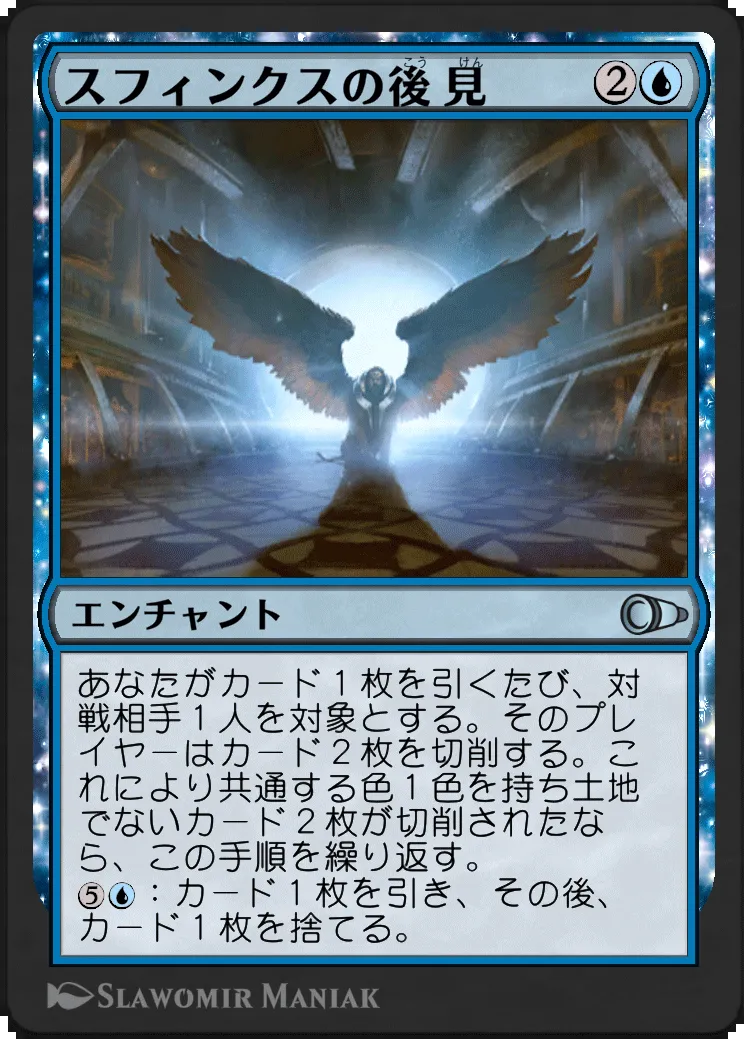 スフィンクスの後見
こう けん
2
エンチャント
あなたがカード１枚を引くたび、対
戦相手１人を対象とする。そのプレ
イヤーはカード２枚を切削する。こ
れにより共通する色１色を持ち土地
でないカード２枚が切削されたな
ら、この手順を繰り返す。
5：カード１枚を引き、その後、
カード１枚を捨てる。
SLAWOMIR MANIAK